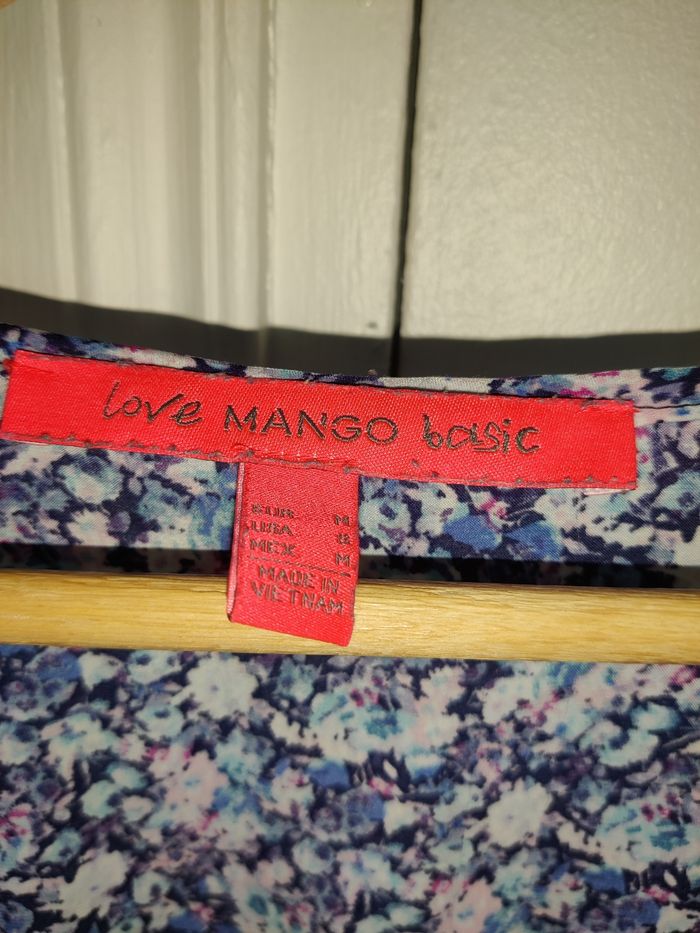 love MANGO basic
EUR M
USA 8
MEX M
MADE IN
VIETNAM